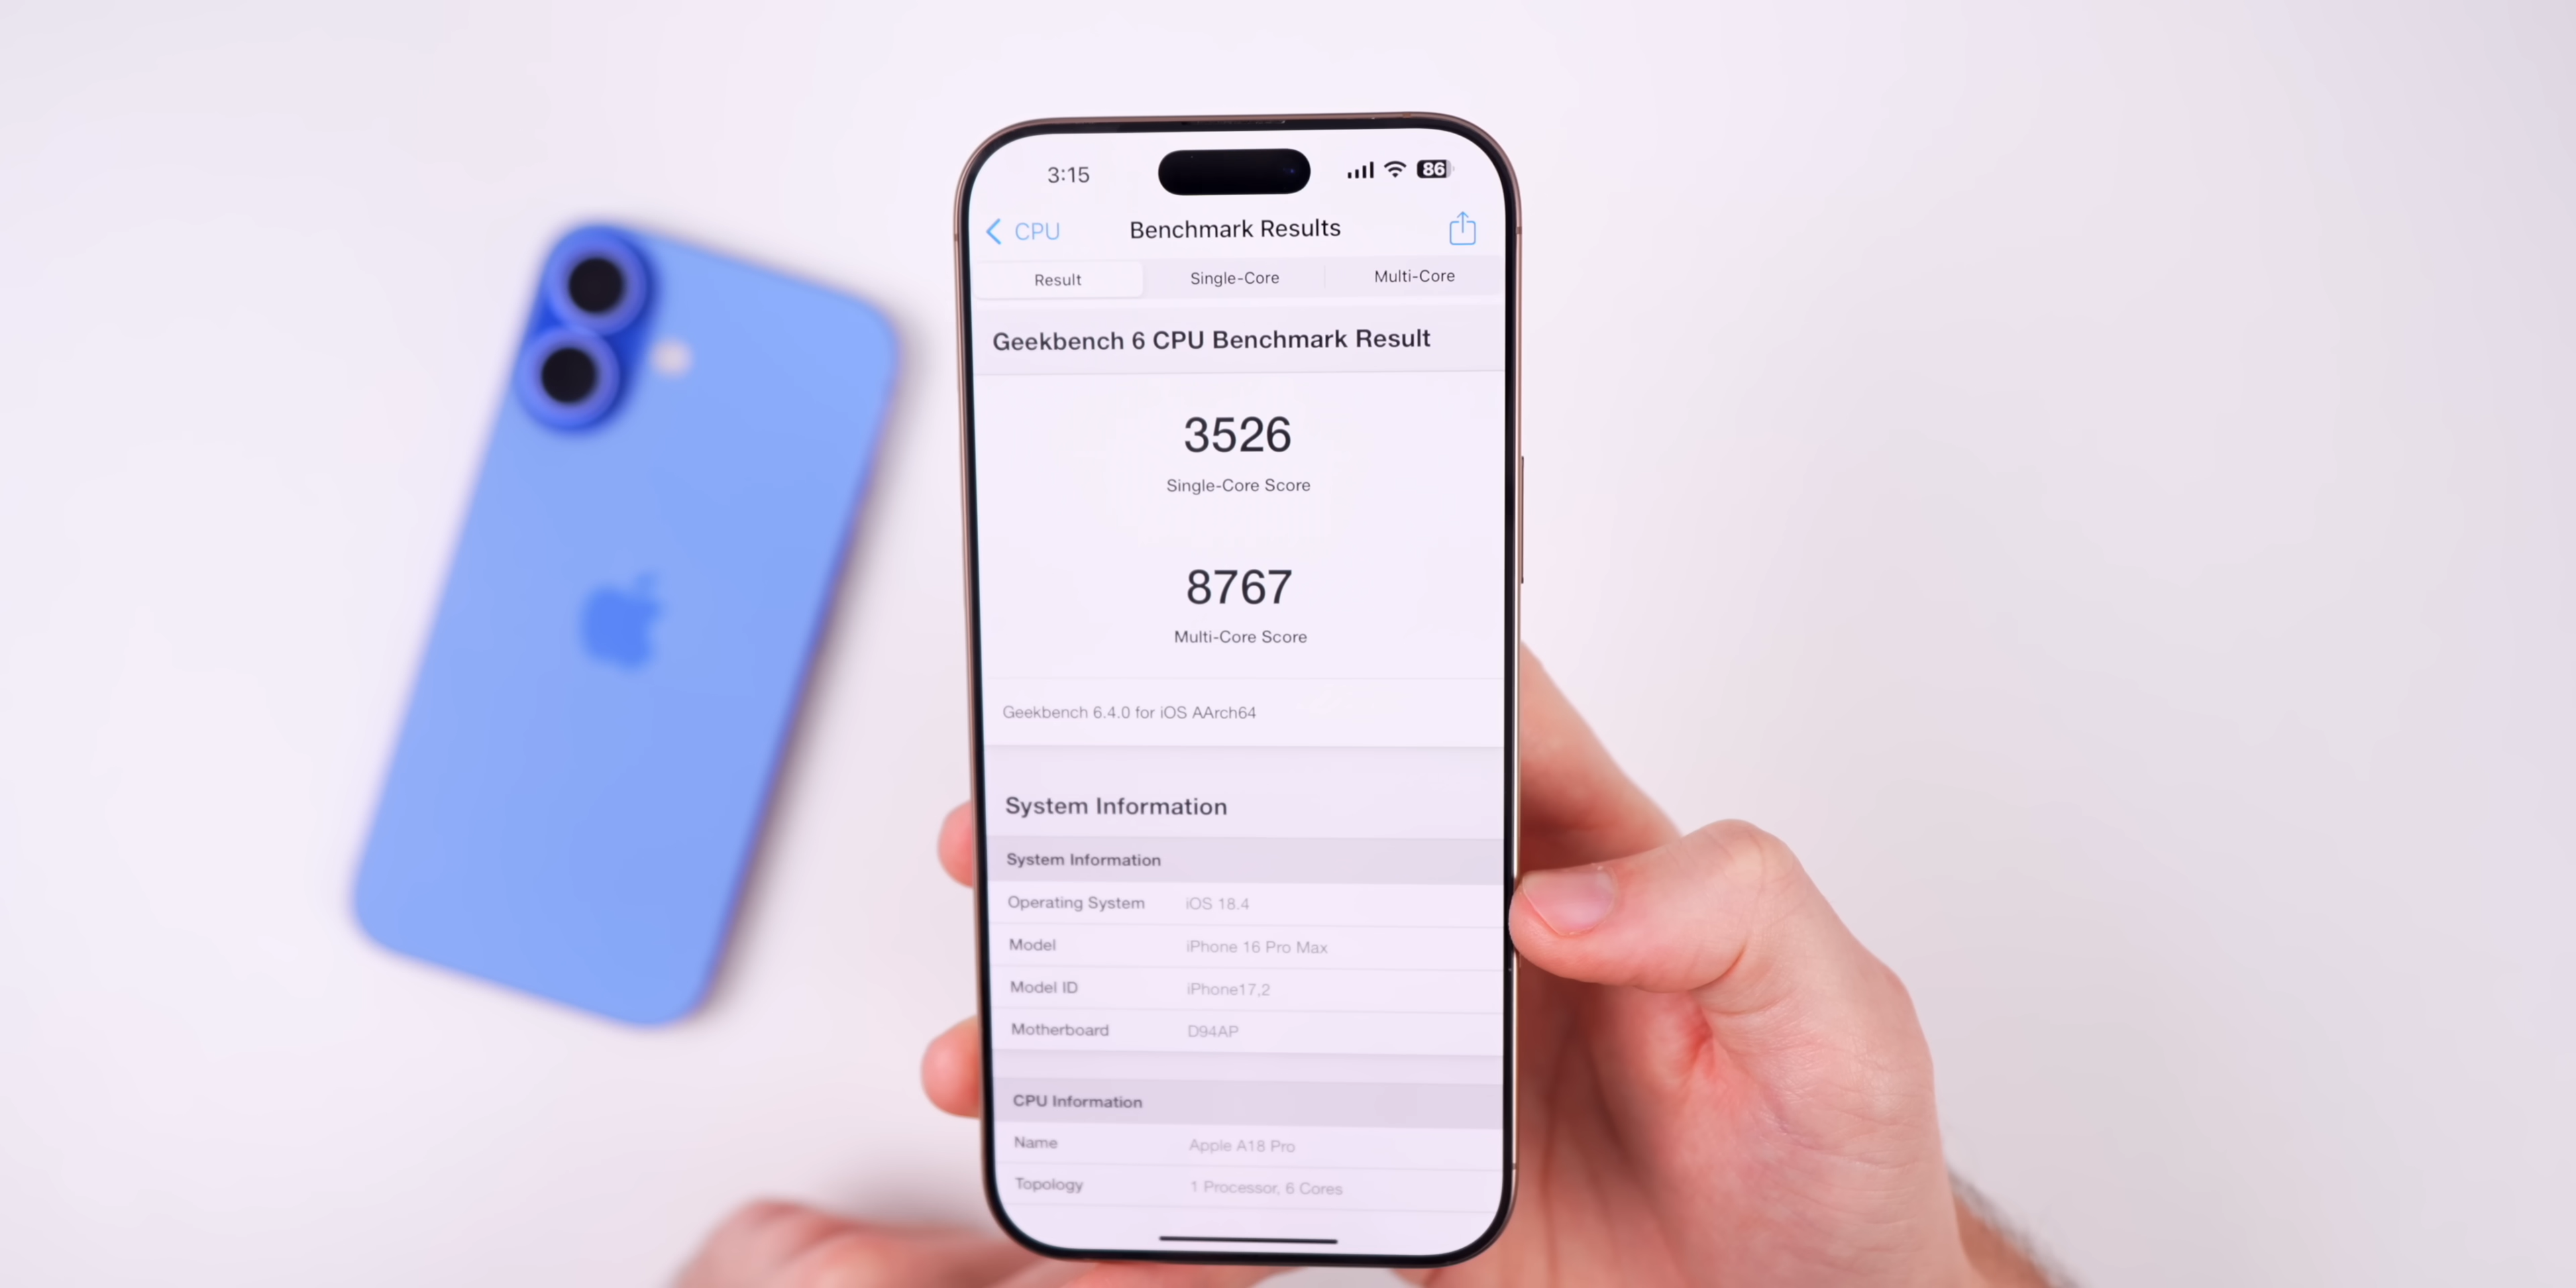 3:15
86
CPU
Benchmark Results
Result
Single-Core
Multi-Core
Geekbench 6 CPU Benchmark Result
3526
Single-Core Score
8767
Multi-Core Score
Geekbench 6.4.0 for iOS AArch64
System Information
System Information
Operating System iOS 18.4
Model iPhone 16 Pro Max
Model ID iPhone17,2
Motherboard D94AP
CPU Information
Name Apple A18 Pro
Topology 1 Processor, 6 Cores